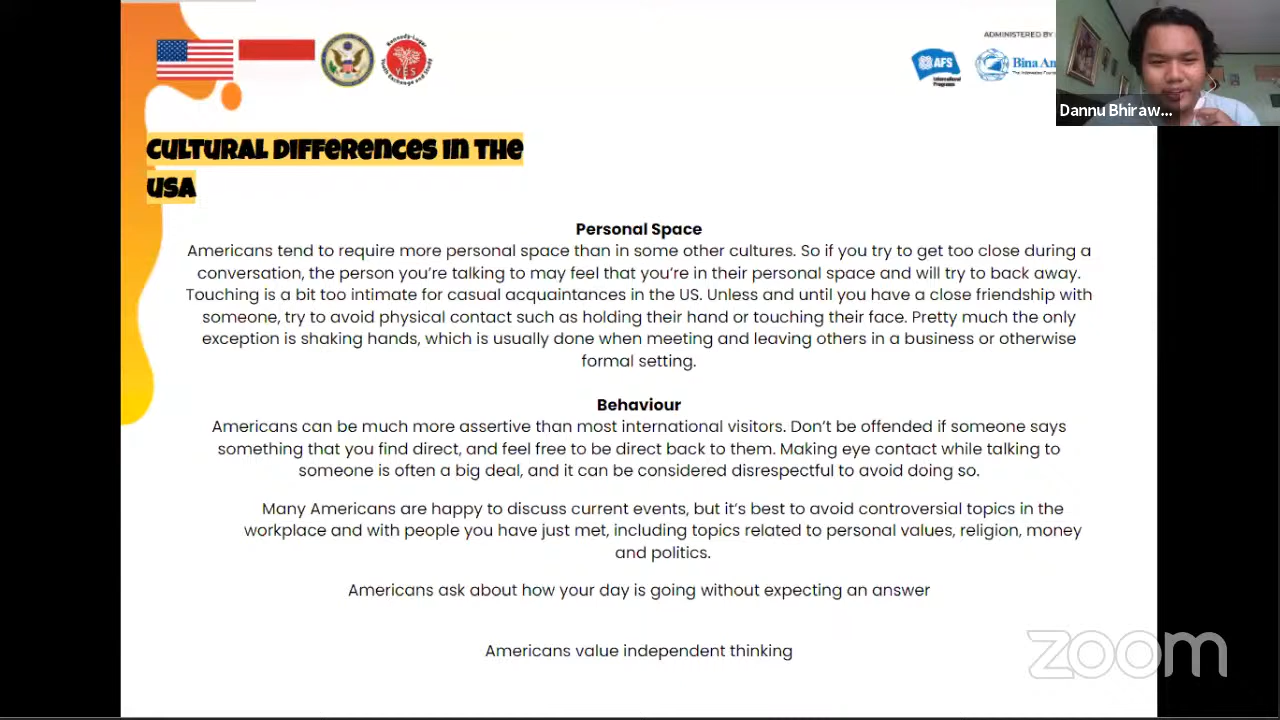 ADMINISTERED BY
Kennedy-Lugar
YES
Youth Exchange and Study
AFS
Intercultural
Programs
Bina An
Dannu Bhiraw...
Cultural Differences in the
USA
Personal Space
Americans tend to require more personal space than in some other cultures. So if you try to get too close during a
conversation, the person you're talking to may feel that you're in their personal space and will try to back away.
Touching is a bit too intimate for casual acquaintances in the US. Unless and until you have a close friendship with
someone, try to avoid physical contact such as holding their hand or touching their face. Pretty much the only
exception is shaking hands, which is usually done when meeting and leaving others in a business or otherwise
formal setting.
Behaviour
Americans can be much more assertive than most international visitors. Don't be offended if someone says
something that you find direct, and feel free to be direct back to them. Making eye contact while talking to
someone is often a big deal, and it can be considered disrespectful to avoid doing so.
Many Americans are happy to discuss current events, but it's best to avoid controversial topics in the
workplace and with people you have just met, including topics related to personal values, religion, money
and politics.
Americans ask about how your day is going without expecting an answer
Americans value independent thinking
zoom